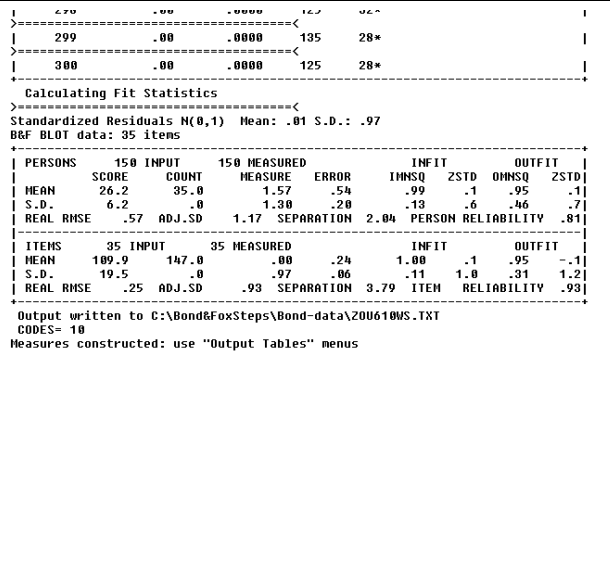 >=====================================<
|      299          .00       .0000     135     28*                              |
>=====================================<
|      300          .00       .0000     125     28*                              |
+--------------------------------------------------------------------------------+
Calculating Fit Statistics
>=====================================<
Standardized Residuals N(0,1)  Mean: .01 S.D.: .97
B&F BLOT data: 35 items
+--------------------------------------------------------------------------------+
| PERSONS     150 INPUT     150 MEASURED              INFIT        OUTFIT   |
|          SCORE    COUNT     MEASURE   ERROR     IMNSQ   ZSTD  OMNSQ   ZSTD|
| MEAN      26.2     35.0        1.57     .54       .99     .1    .95     .1|
| S.D.       6.2       .0        1.30     .20       .13     .6    .46     .7|
| REAL RMSE    .57  ADJ.SD    1.17  SEPARATION  2.04  PERSON RELIABILITY  .81|
|--------------------------------------------------------------------------------|
| ITEMS      35 INPUT      35 MEASURED              INFIT        OUTFIT   |
| MEAN     109.9    147.0         .00     .24      1.00     .1    .95    -.1|
| S.D.      19.5       .0         .97     .06       .11    1.0    .31    1.2|
| REAL RMSE    .25  ADJ.SD     .93  SEPARATION  3.79  ITEM   RELIABILITY  .93|
+--------------------------------------------------------------------------------+
Output written to C:\Bond&FoxSteps\Bond-data\ZOU610WS.TXT
CODES= 10
Measures constructed: use "Output Tables" menus